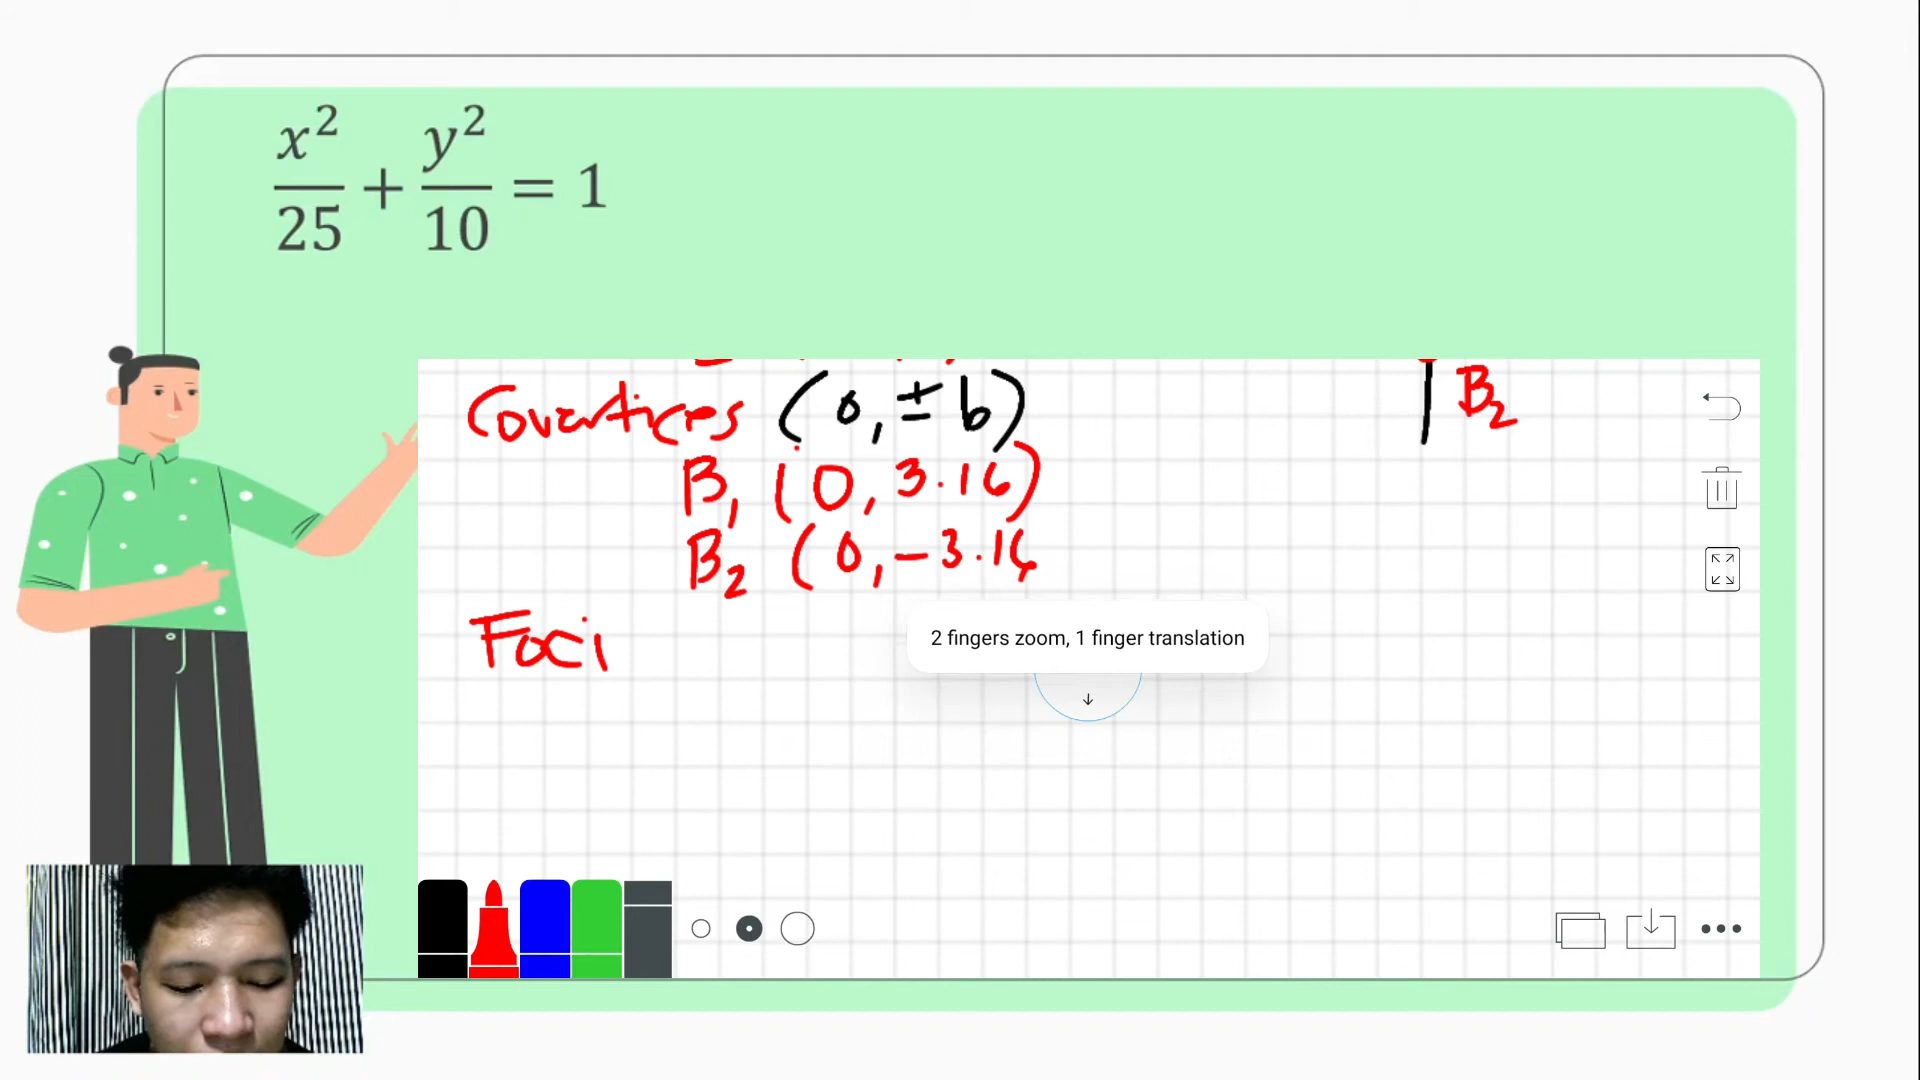 x²/25 + y²/10 = 1
Covertices (0, ± b)
B₂
B₁ (0, 3.16)
B₂ (0, -3.16
Foci
2 fingers zoom, 1 finger translation